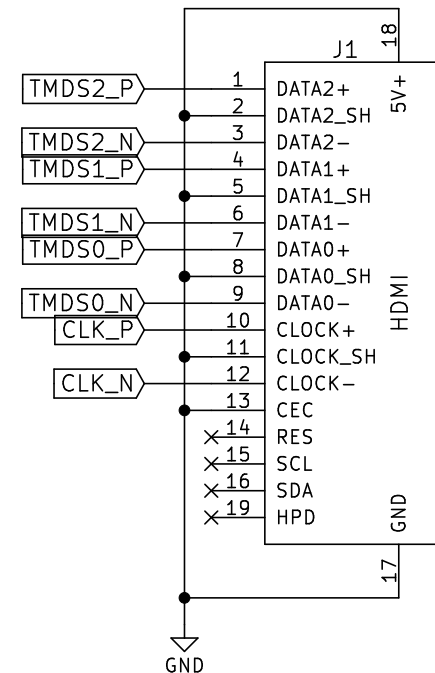 18
J1
TMDS2_P 1 DATA2+
5V+
2 DATA2_SH
TMDS2_N 3 DATA2-
TMDS1_P 4 DATA1+
5 DATA1_SH
TMDS1_N 6 DATA1-
TMDS0_P 7 DATA0+
8 DATA0_SH
TMDS0_N 9 DATA0-
HDMI
CLK_P 10 CLOCK+
11 CLOCK_SH
CLK_N 12 CLOCK-
13 CEC
14 RES
15 SCL
16 SDA
19 HPD
GND
17
GND